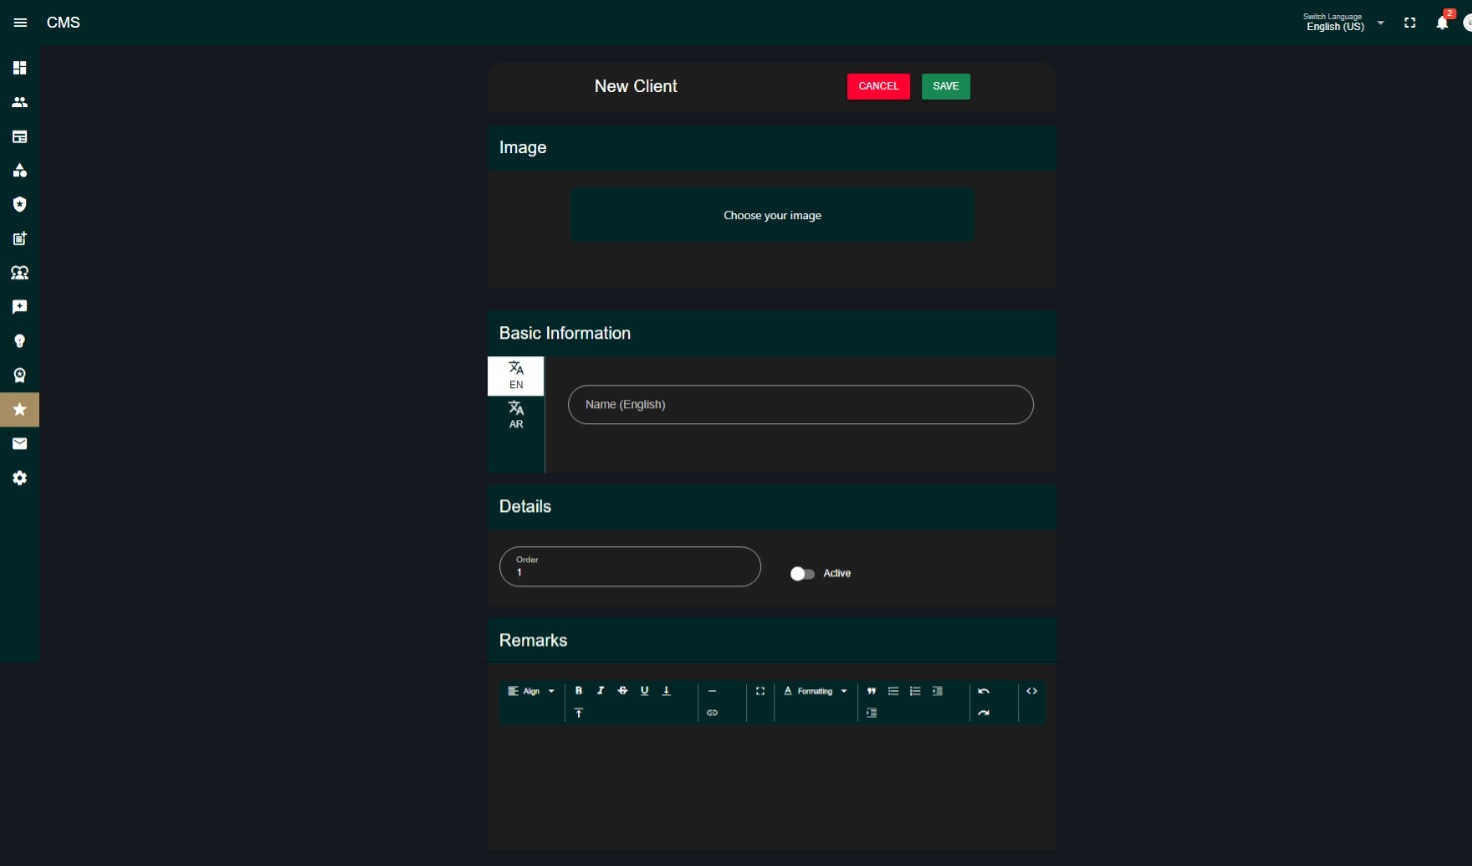 CMS
Switch Language
English (US)
2
New Client
CANCEL
SAVE
Image
Choose your image
Basic Information
EN
Name (English)
AR
Details
Order
1
Active
Remarks
Align
Formatting